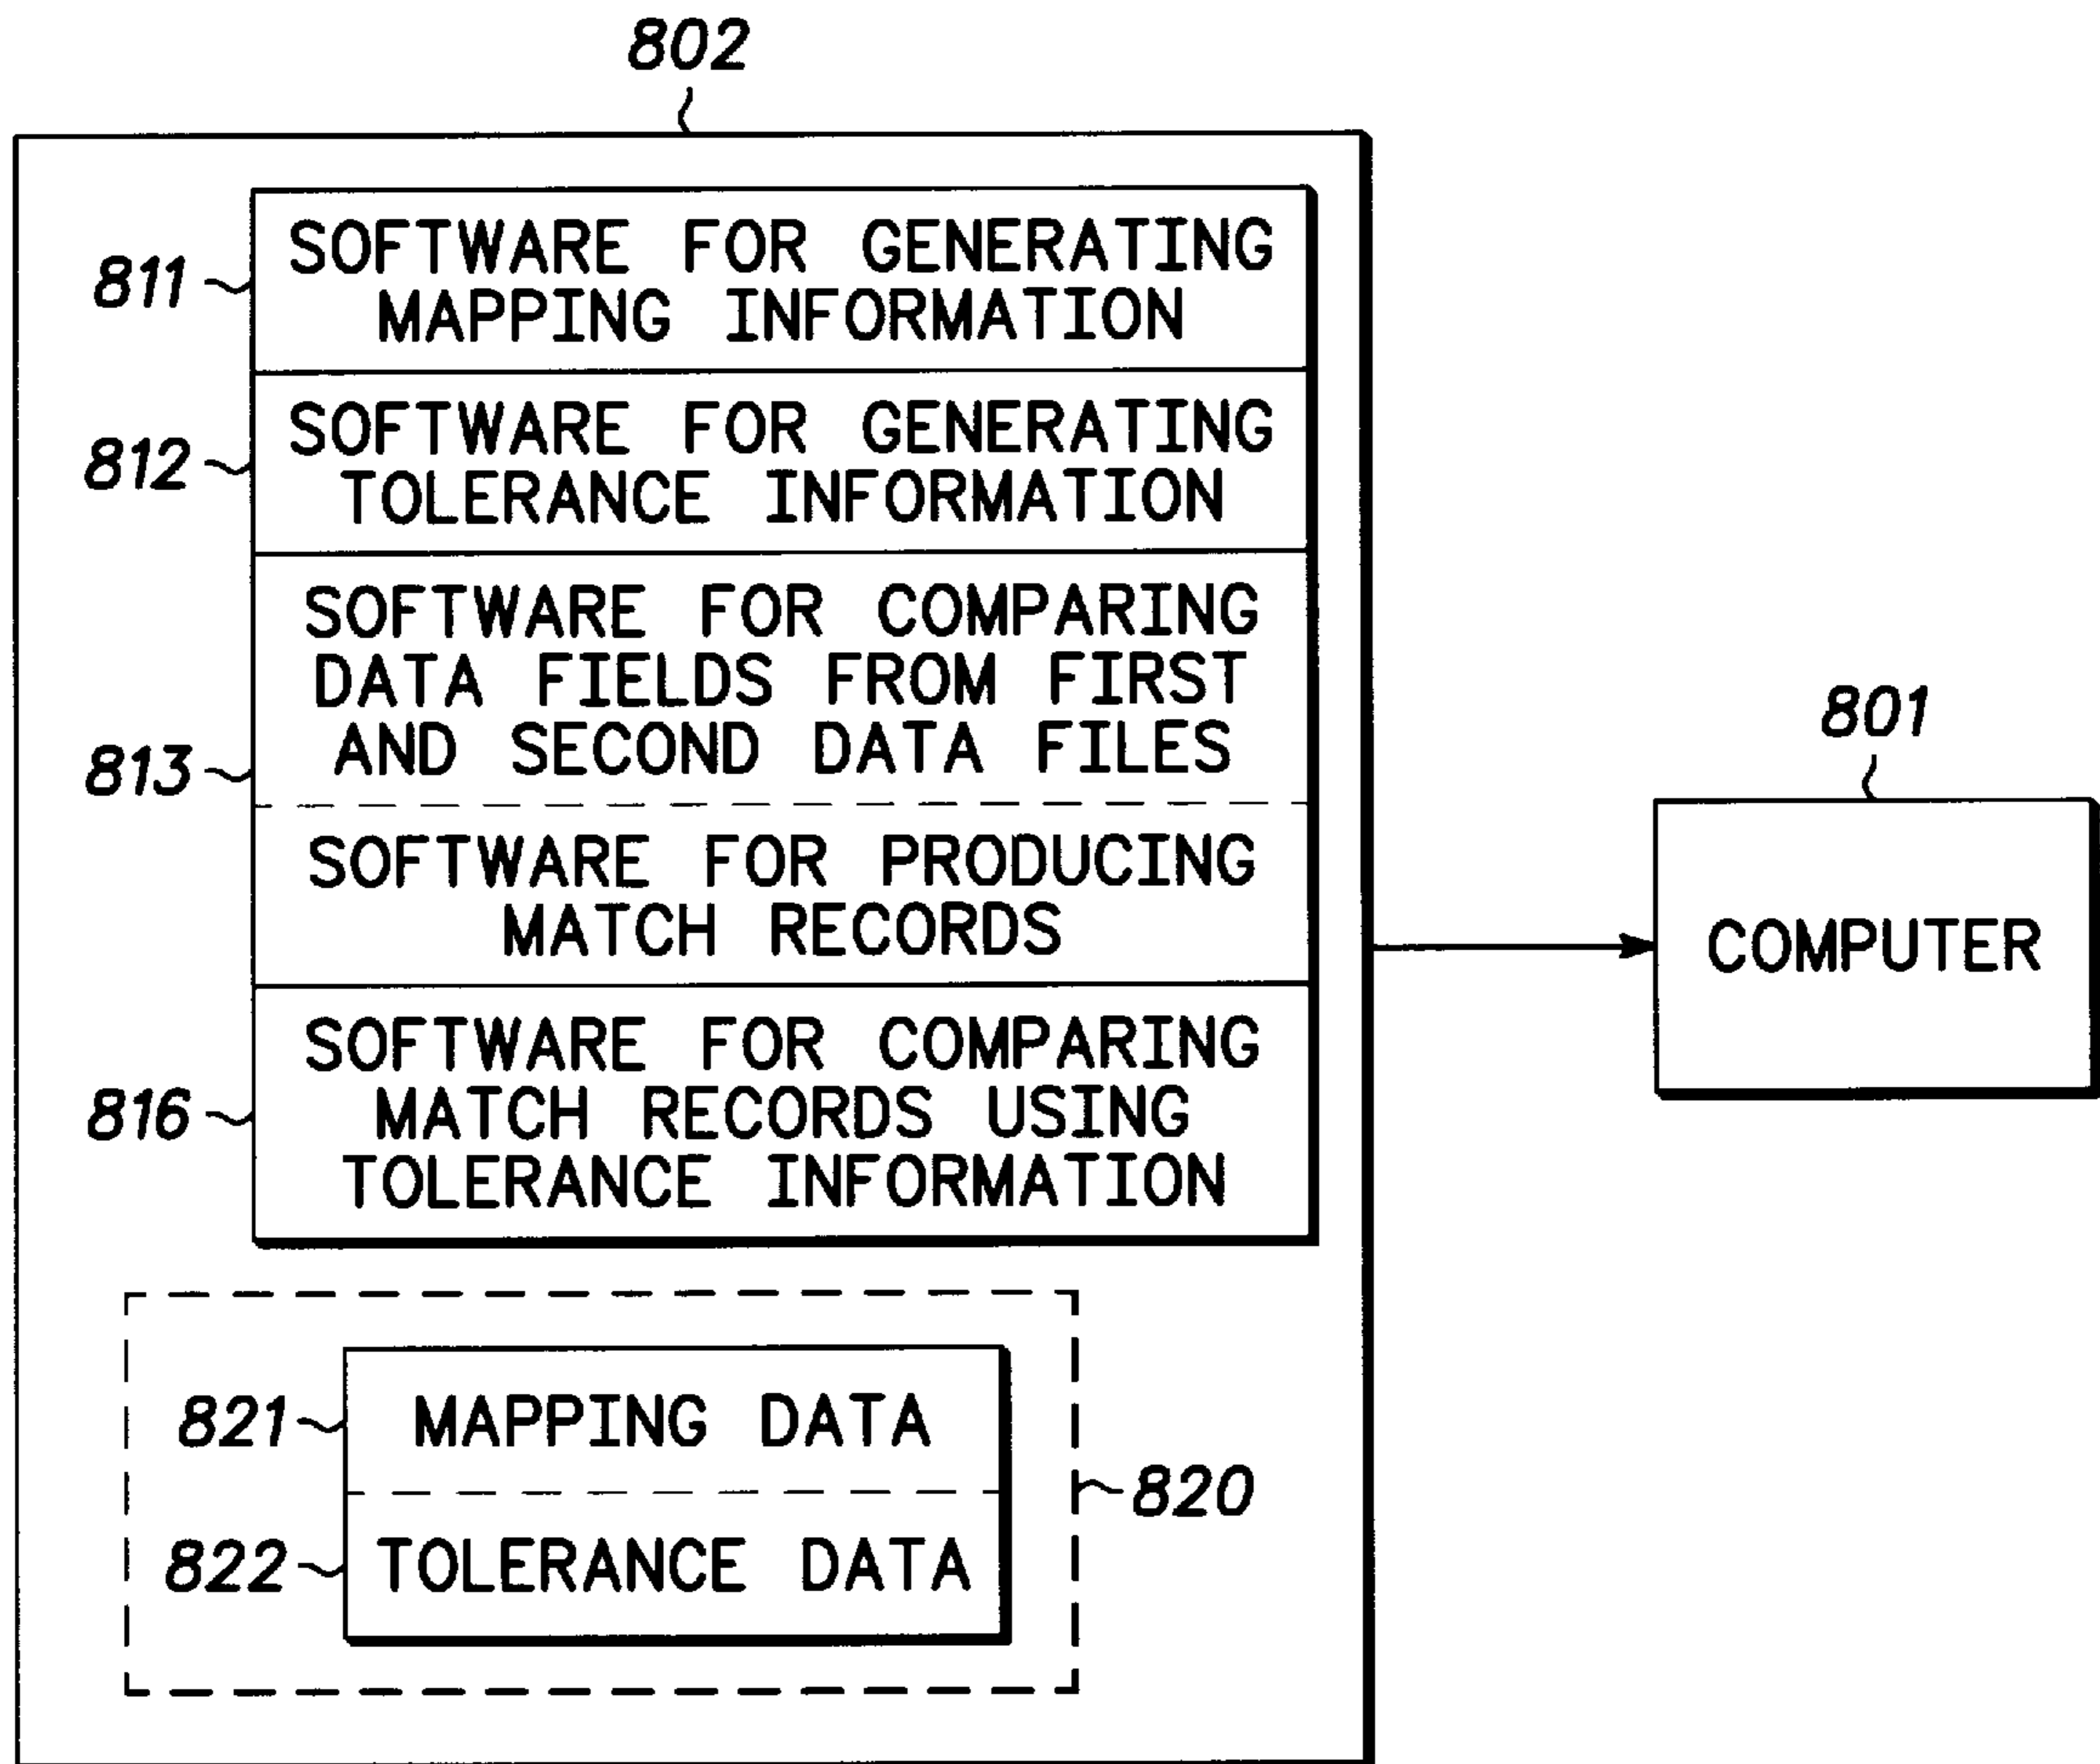 802
811
SOFTWARE FOR GENERATING
MAPPING INFORMATION
812
SOFTWARE FOR GENERATING
TOLERANCE INFORMATION
813
SOFTWARE FOR COMPARING
DATA FIELDS FROM FIRST
AND SECOND DATA FILES
SOFTWARE FOR PRODUCING
MATCH RECORDS
816
SOFTWARE FOR COMPARING
MATCH RECORDS USING
TOLERANCE INFORMATION
821
MAPPING DATA
822
TOLERANCE DATA
820
801
COMPUTER